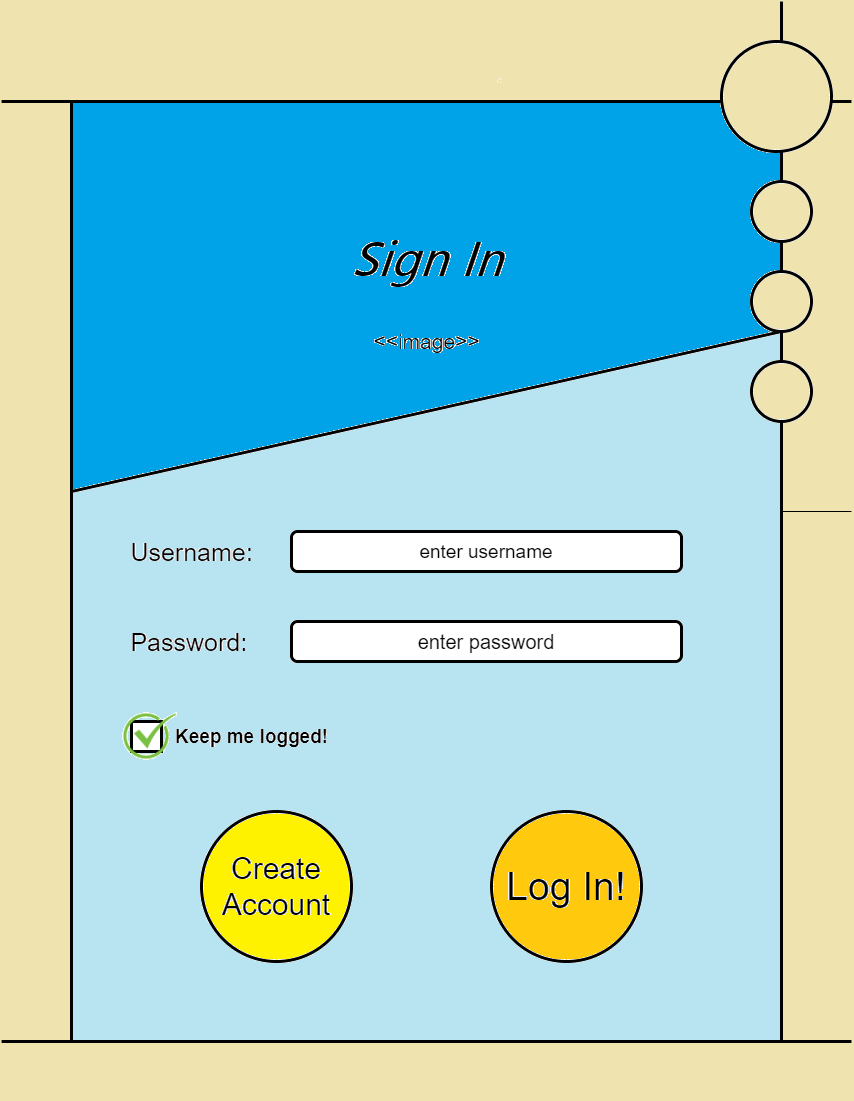 Sign In
<<image>>
Username:
enter username
Password:
enter password
Keep me logged!
Create
Account
Log In!